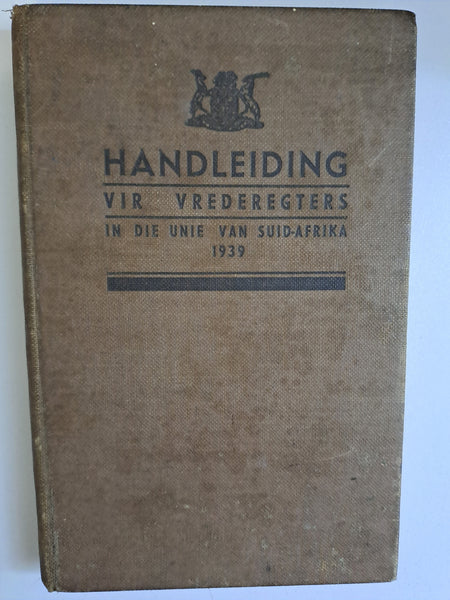 HANDLEIDING
VIR VREDEREGTERS
IN DIE UNIE VAN SUID-AFRIKA
1939